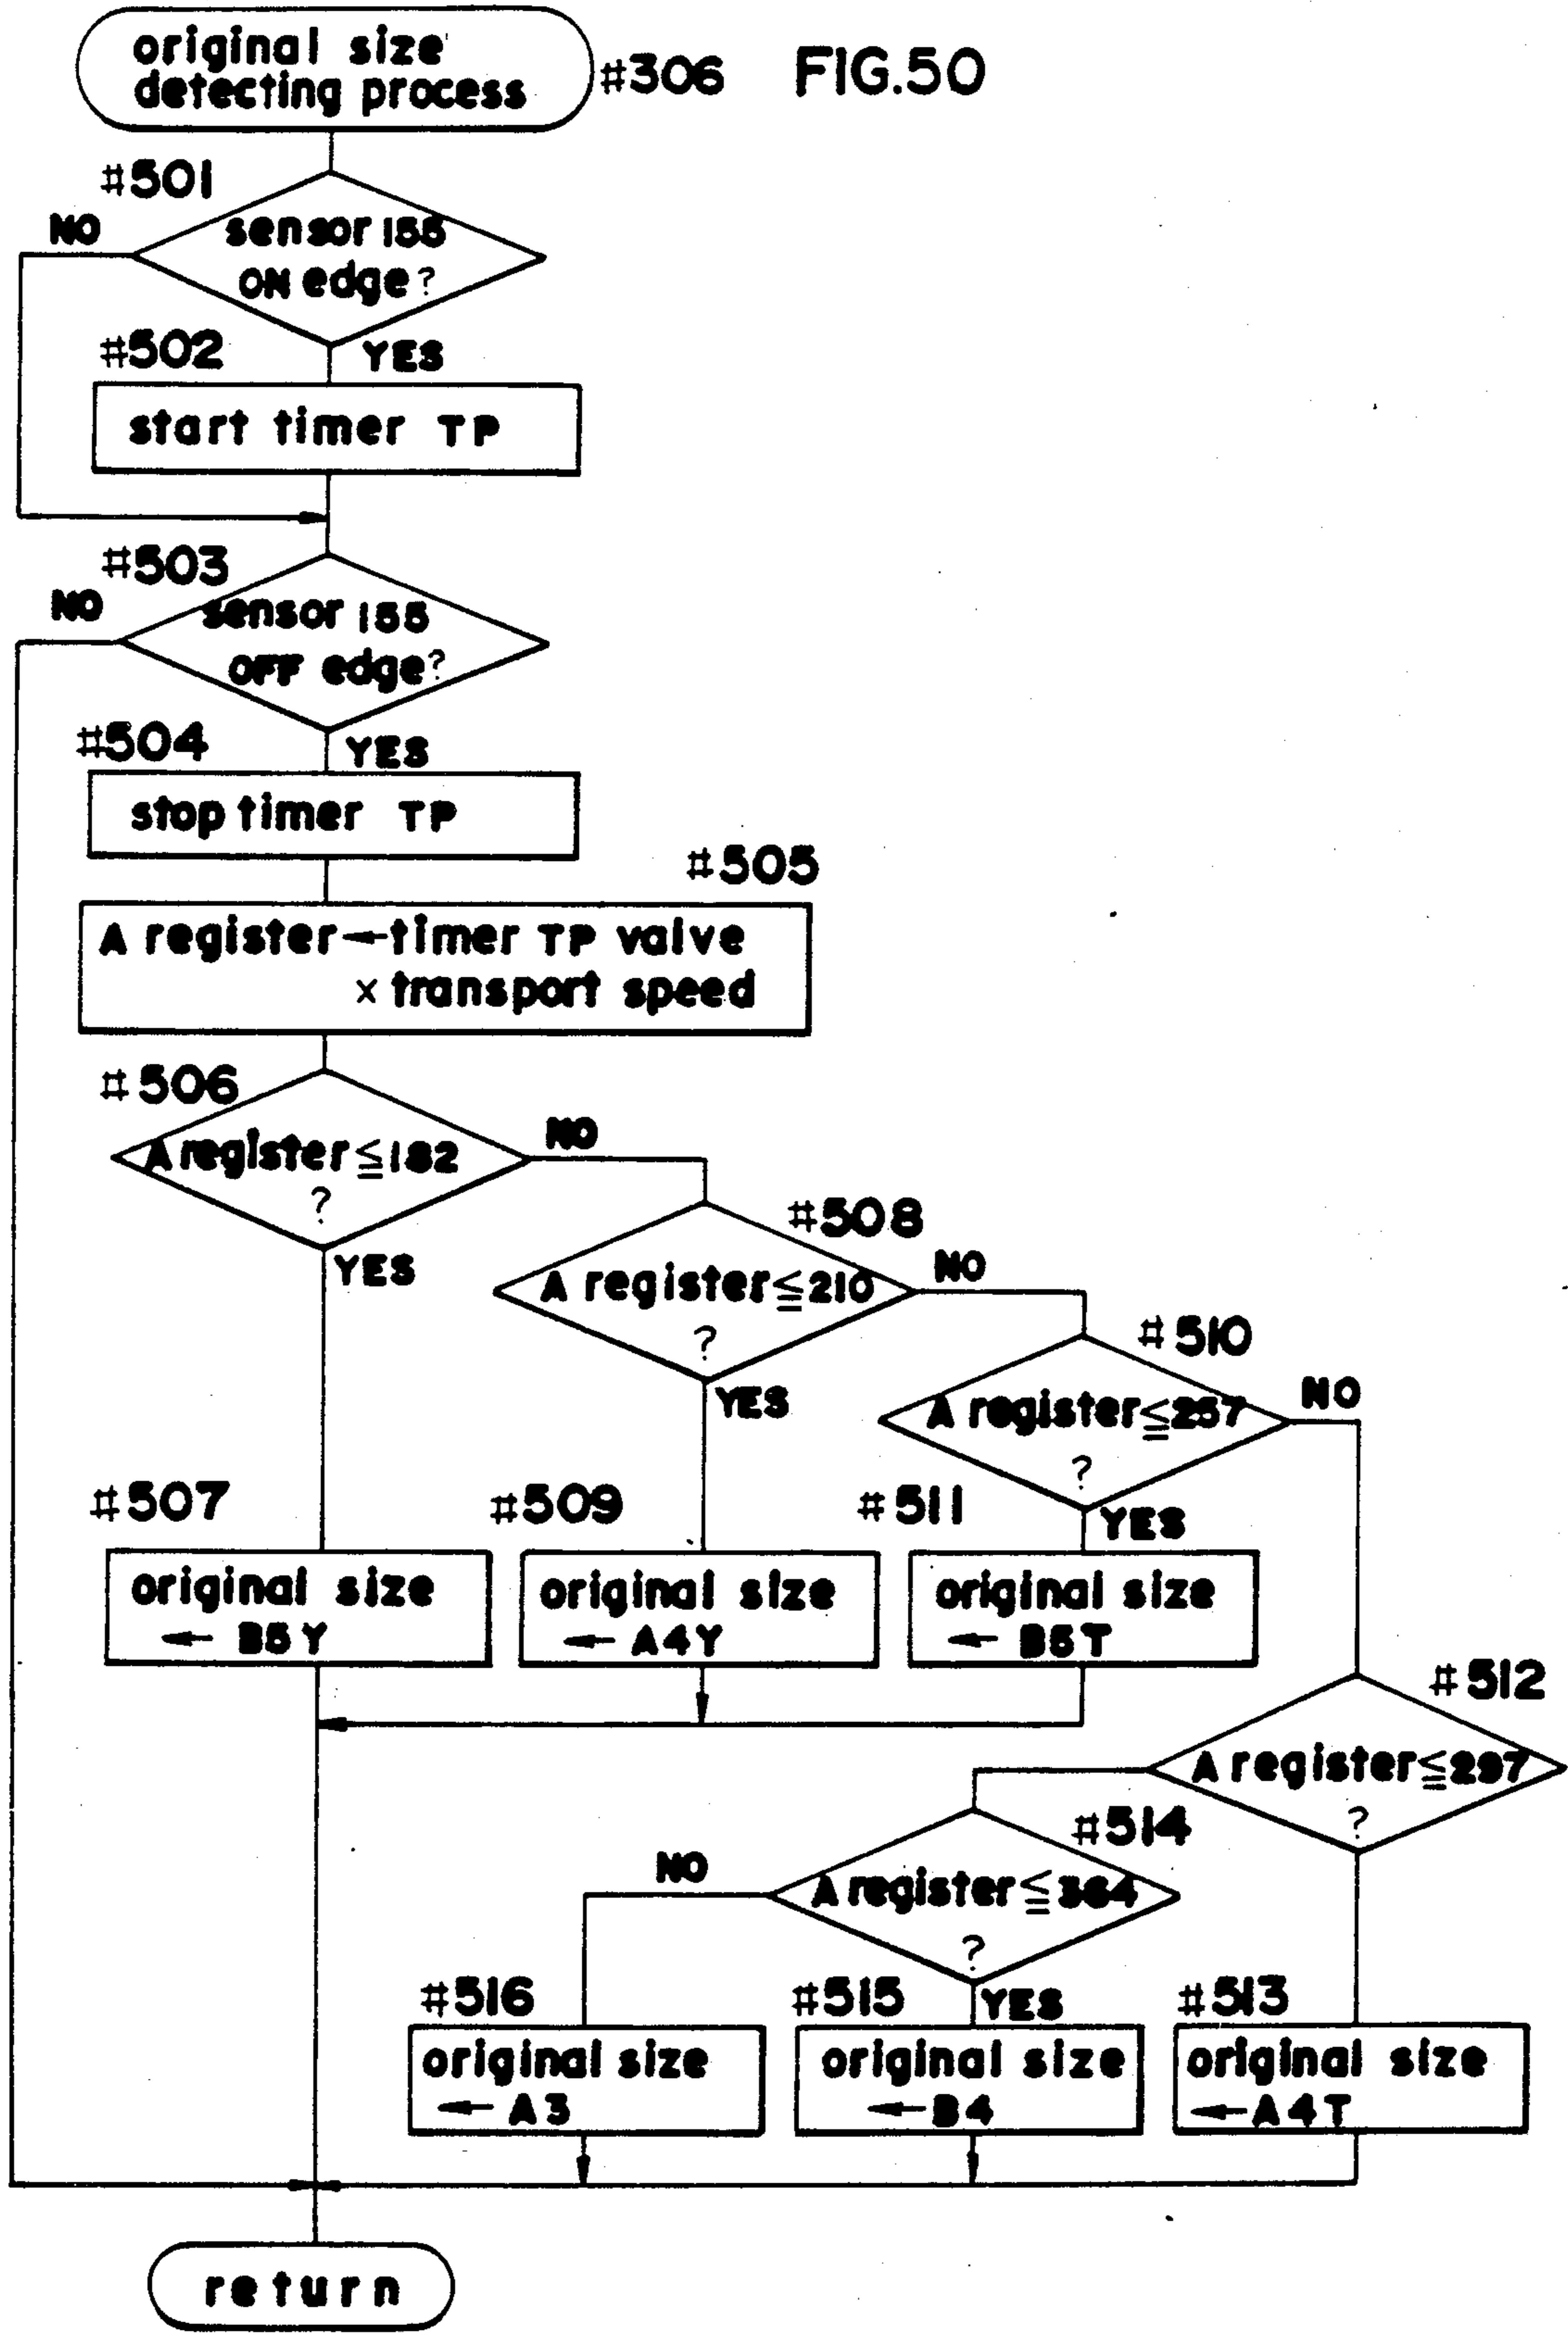 original size
detecting process
#306
FIG.50
#501
NO
sensor 155
ON edge?
#502
YES
start timer TP
#503
NO
sensor 155
OFF edge?
#504
YES
stop timer TP
#505
A register←timer TP valve
× transport speed
#506
A register≦182
?
NO
YES
#508
A register≦210
?
NO
YES
#510
A register≦257
?
NO
YES
#507
original size
← B5Y
#509
original size
← A4Y
#511
original size
← B5T
#512
A register≦297
?
#514
NO
A register≦364
?
YES
#516
original size
← A3
#515
original size
← B4
#513
original size
← A4T
return